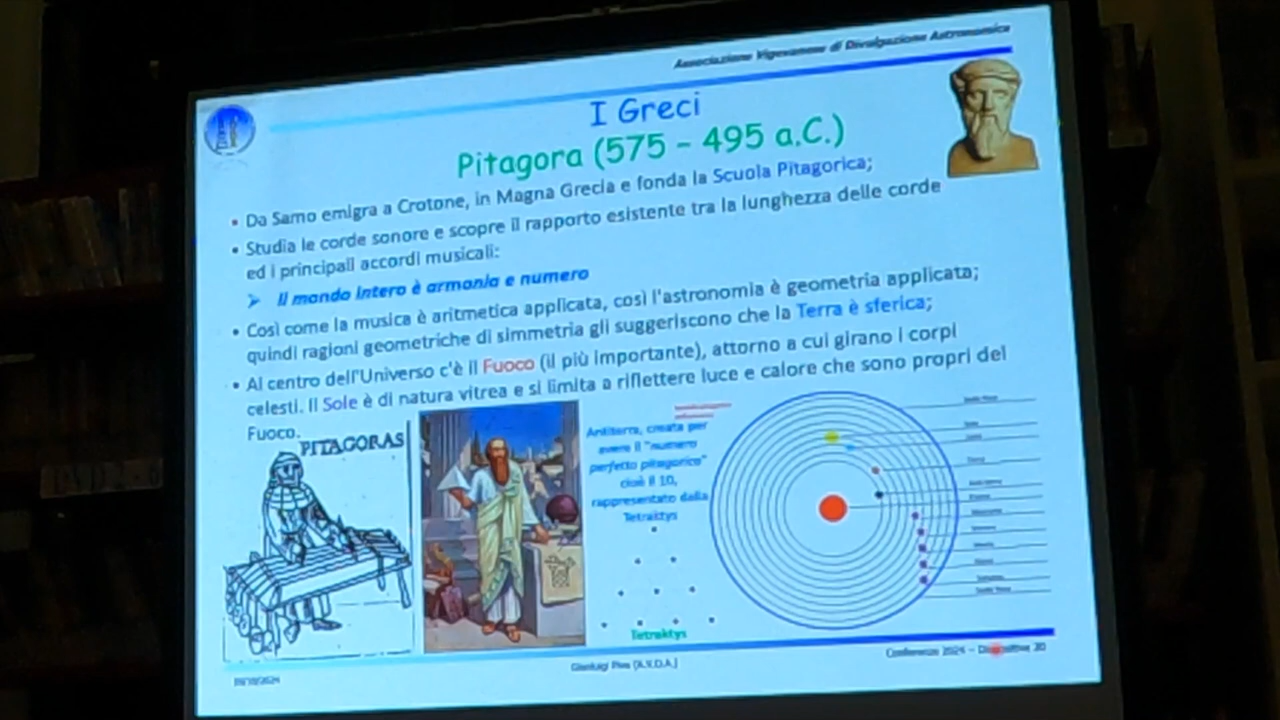 Associazione Vigevanese di Divulgazione Astronomica
I Greci
Pitagora (575 – 495 a.C.)
• Da Samo emigra a Crotone, in Magna Grecia e fonda la Scuola Pitagorica;
• Studia le corde sonore e scopre il rapporto esistente tra la lunghezza delle corde
ed i principali accordi musicali:
➢ Il mondo intero è armonia e numero
• Così come la musica è aritmetica applicata, così l'astronomia è geometria applicata;
quindi ragioni geometriche di simmetria gli suggeriscono che la Terra è sferica;
• Al centro dell'Universo c'è il Fuoco (il più importante), attorno a cui girano i corpi
celesti. Il Sole è di natura vitrea e si limita a riflettere luce e calore che sono propri del
Fuoco.
PITAGORAS
Antiterra, creata per
avere il "numero
perfetto pitagorico"
cioè il 10,
rappresentato dalla
Tetraktys
Tetraktys
Gianluigi Piva (A.V.D.A.)
Conferenze 2024 – Diapositiva 20